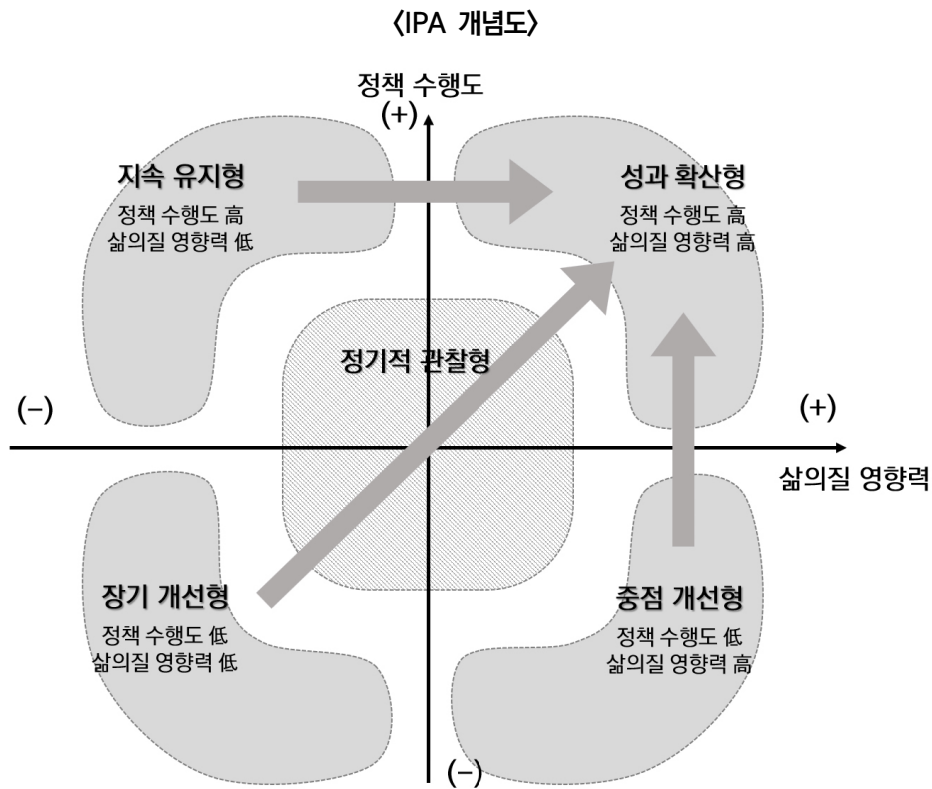 〈IPA 개념도〉
정책 수행도
(+)
지속 유지형
정책 수행도 高
삶의질 영향력 低
성과 확산형
정책 수행도 高
삶의질 영향력 高
정기적 관찰형
(−)
(+)
삶의질 영향력
장기 개선형
정책 수행도 低
삶의질 영향력 低
중점 개선형
정책 수행도 低
삶의질 영향력 高
(−)